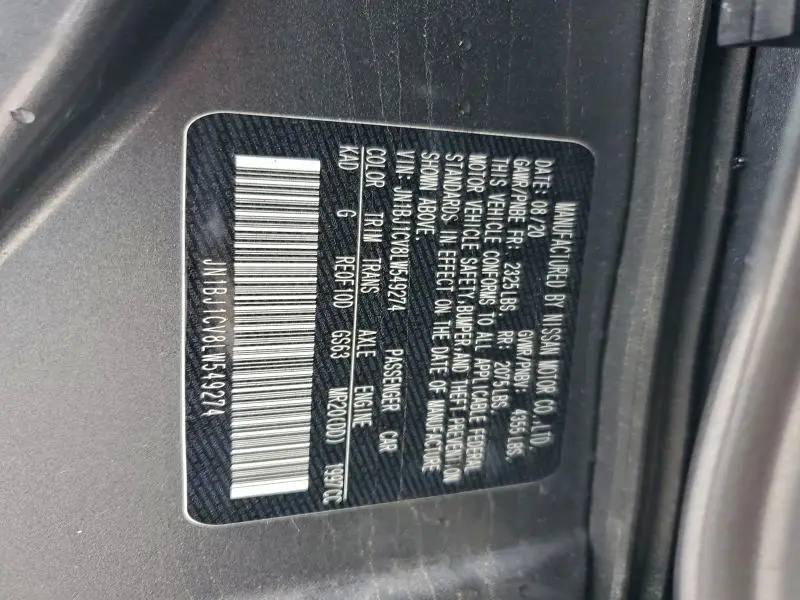 MANUFACTURED BY NISSAN MOTOR CO.,LTD.
DATE: 08/20 GVWR/PNBV: 4355 LBS.
GAWR/PNBE FR: 2325 LBS RR: 2075 LBS
THIS VEHICLE CONFORMS TO ALL APPLICABLE FEDERAL
MOTOR VEHICLE SAFETY,BUMPER,AND THEFT PREVENTION
STANDARDS IN EFFECT ON THE DATE OF MANUFACTURE
SHOWN ABOVE.
VIN: JN1BJ1CV8LW549274 PASSENGER CAR
COLOR TRIM TRANS AXLE ENGINE
KAD G RE0F10D GS63 MR20(DD) 1997CC
JN1BJ1CV8LW549274